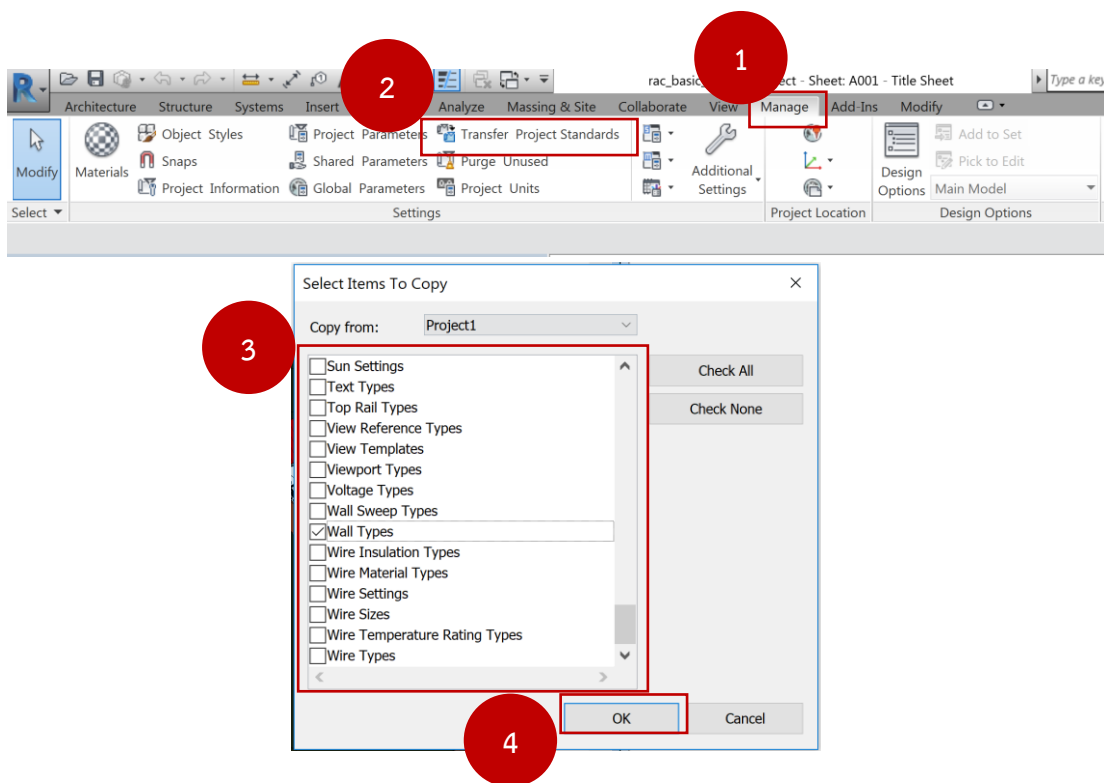 1
2
R
rac_basic_
ect - Sheet: A001 - Title Sheet
Type a key
Architecture Structure Systems Insert Analyze Massing & Site Collaborate View Manage Add-Ins Modify
Object Styles Project Parameters Transfer Project Standards Add to Set
Modify Materials Snaps Shared Parameters Purge Unused Additional Settings Design Options Pick to Edit
Project Information Global Parameters Project Units Main Model
Select Settings Project Location Design Options
Select Items To Copy
Copy from: Project1
3
Sun Settings
Check All
Text Types
Top Rail Types
Check None
View Reference Types
View Templates
Viewport Types
Voltage Types
Wall Sweep Types
Wall Types
Wire Insulation Types
Wire Material Types
Wire Settings
Wire Sizes
Wire Temperature Rating Types
Wire Types
OK Cancel
4